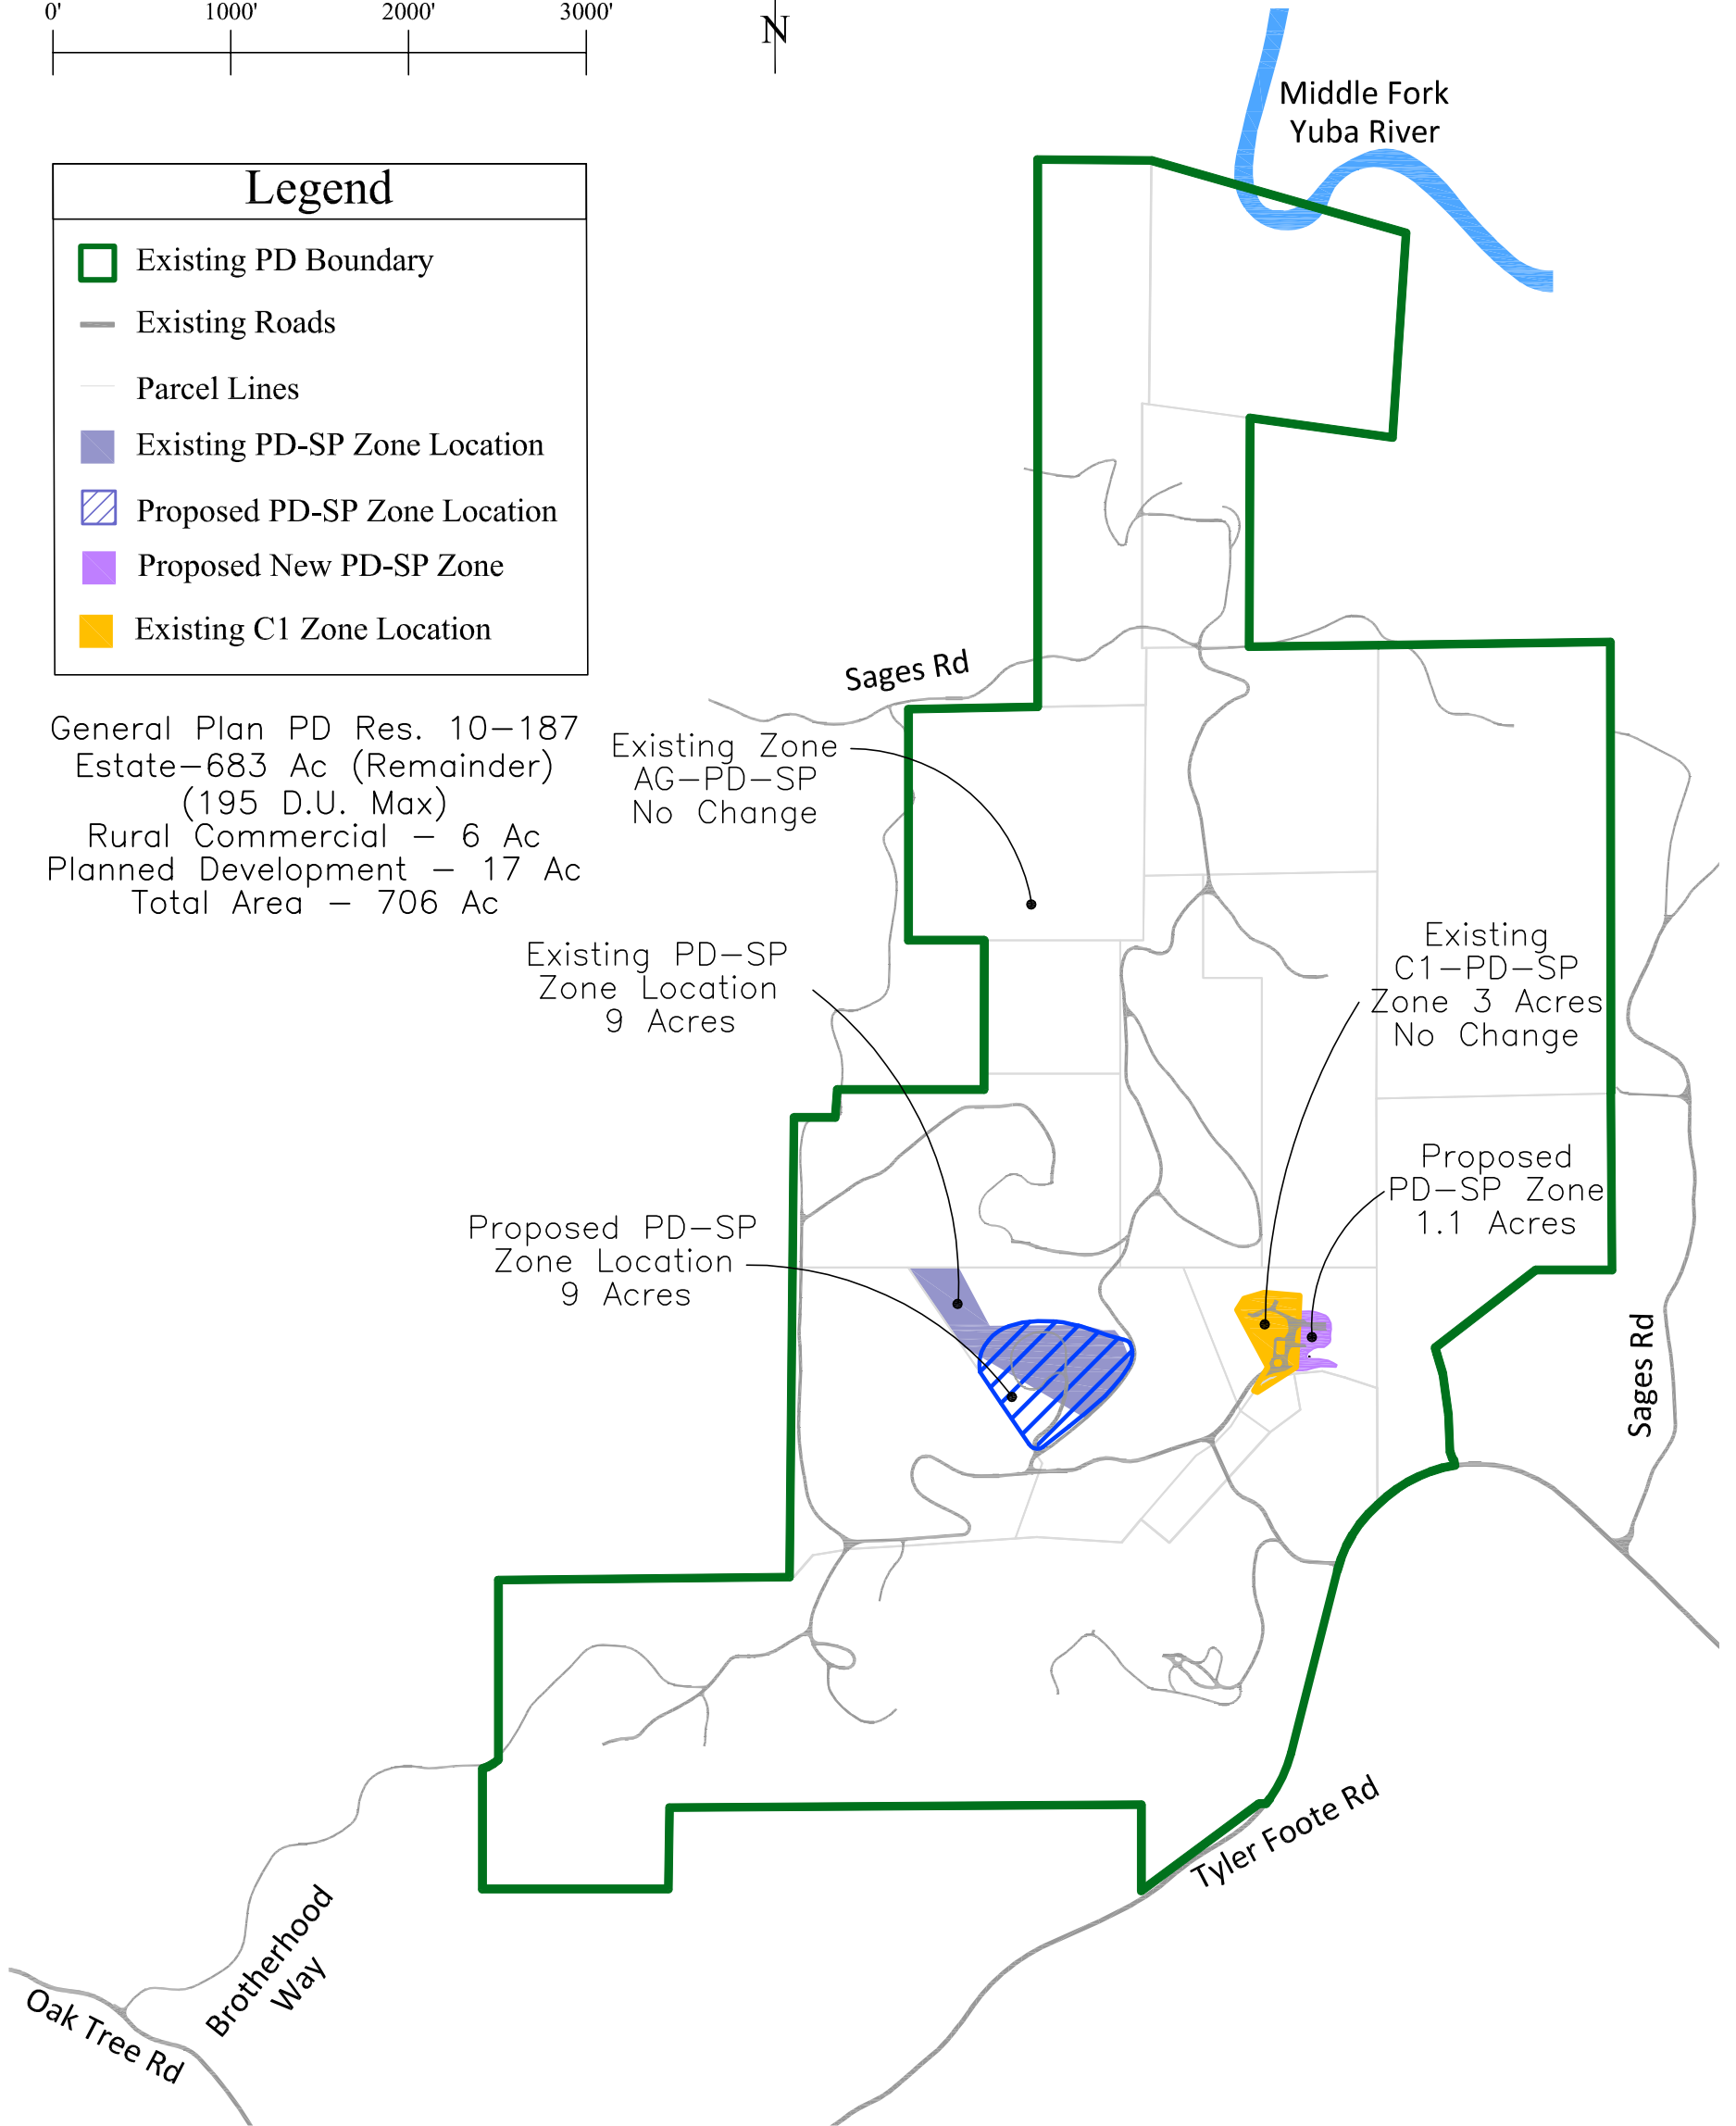 0' 1000' 2000' 3000'
N
Middle Fork
Yuba River
Legend
Existing PD Boundary
Existing Roads
Parcel Lines
Existing PD-SP Zone Location
Proposed PD-SP Zone Location
Proposed New PD-SP Zone
Existing C1 Zone Location
General Plan PD Res. 10-187
Estate-683 Ac (Remainder)
(195 D.U. Max)
Rural Commercial - 6 Ac
Planned Development - 17 Ac
Total Area - 706 Ac
Sages Rd
Existing Zone
AG-PD-SP
No Change
Existing PD-SP
Zone Location
9 Acres
Existing
C1-PD-SP
Zone 3 Acres
No Change
Proposed
PD-SP Zone
1.1 Acres
Proposed PD-SP
Zone Location
9 Acres
Sages Rd
Tyler Foote Rd
Brotherhood
Way
Oak Tree Rd